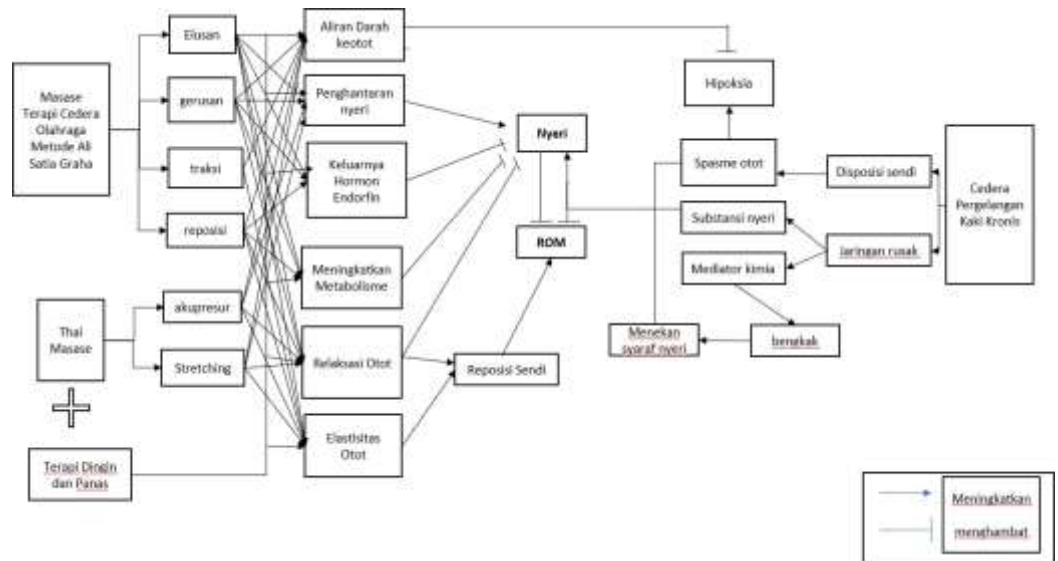 Masase
Terapi Cedera
Olahraga
Metode Ali
Satia Graha
Thai
Masase
Terapi Dingin
dan Panas
Elusan
gerusan
traksi
reposisi
akupresur
Stretching
Aliran Darah
keotot
Penghantaran
nyeri
Keluarnya
Hormon
Endorfin
Meningkatkan
Metabolisme
Relaksasi Otot
Elastisitas
Otot
Nyeri
ROM
Reposisi Sendi
Hipoksia
Spasme otot
Substansi nyeri
Mediator kimia
Menekan
syaraf nyeri
bengkak
Disposisi sendi
Jaringan rusak
Cedera
Pergelangan
Kaki Kronis
Meningkatkan
menghambat